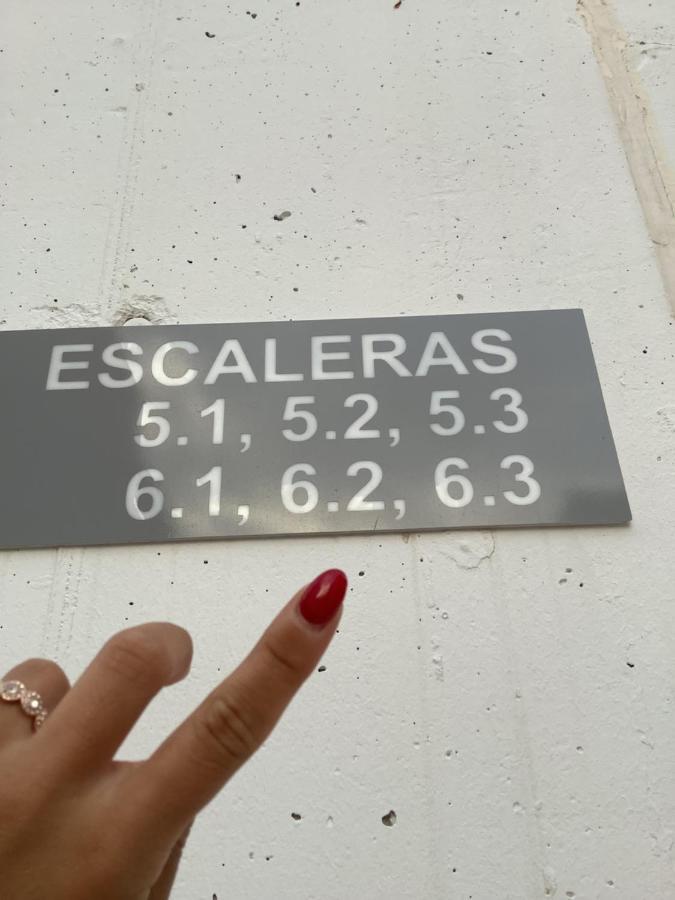 ESCALERAS
5.1, 5.2, 5.3
6.1, 6.2, 6.3